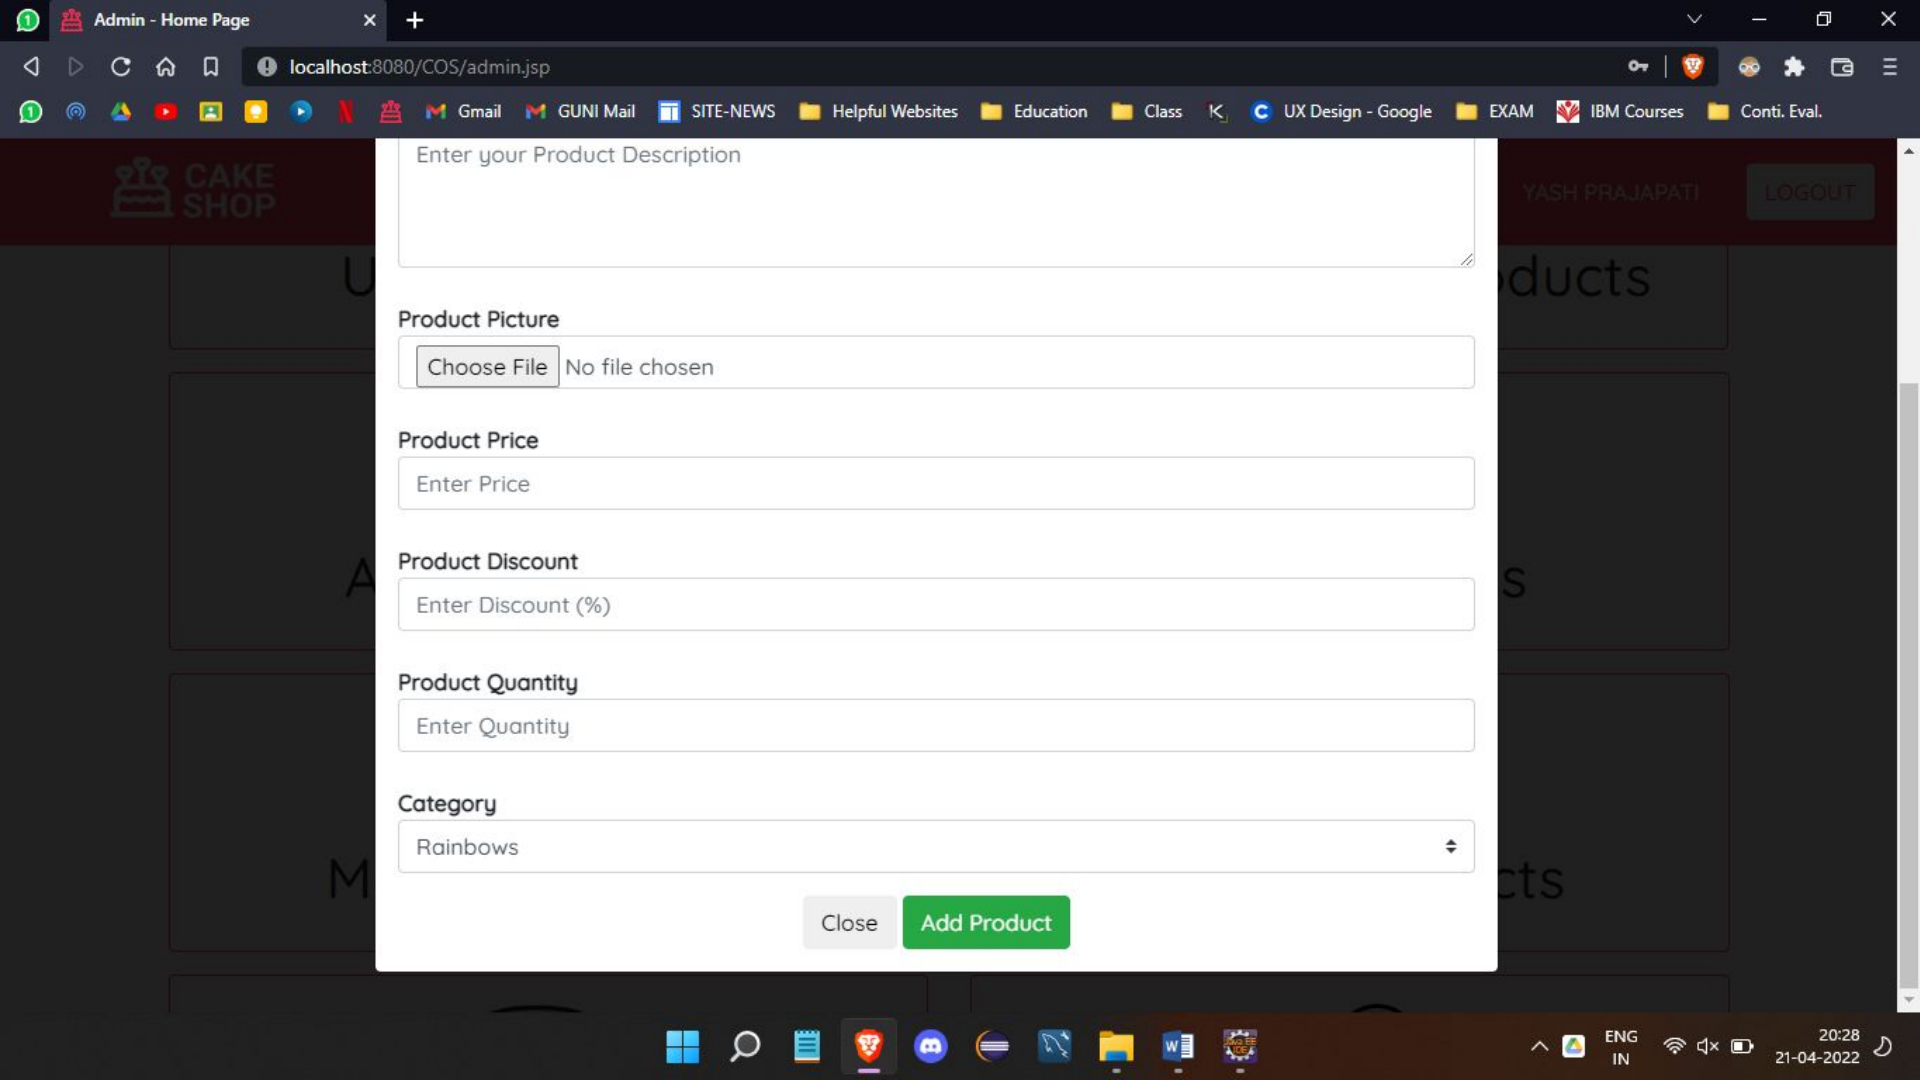 Admin - Home Page
localhost:8080/COS/admin.jsp
Gmail GUNI Mail SITE-NEWS Helpful Websites Education Class UX Design - Google EXAM IBM Courses Conti. Eval.
CAKE
SHOP
YASH PRAJAPATI LOGOUT
Enter your Product Description
U
ducts
Product Picture
Choose File No file chosen
Product Price
Enter Price
Product Discount
Enter Discount (%)
A
s
Product Quantity
Enter Quantity
Category
Rainbows
M
cts
Close Add Product
ENG
IN
20:28
21-04-2022